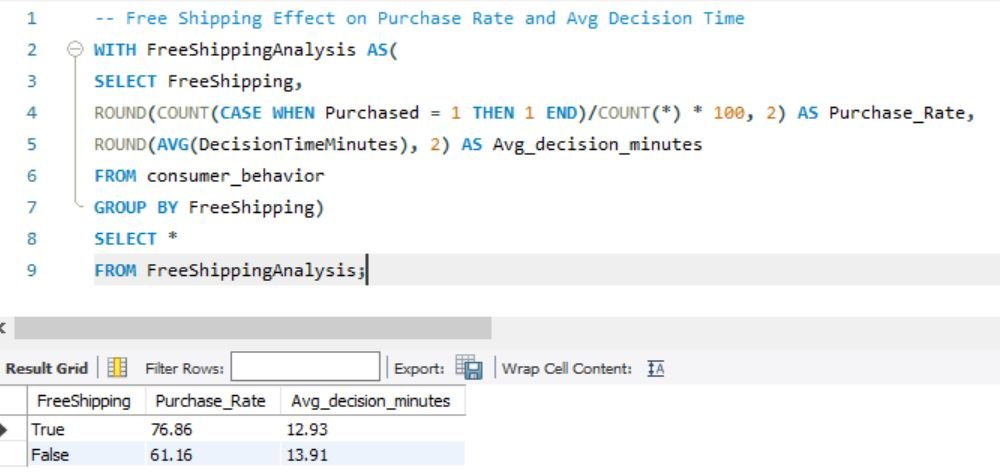 1 -- Free Shipping Effect on Purchase Rate and Avg Decision Time
2 WITH FreeShippingAnalysis AS(
3 SELECT FreeShipping,
4 ROUND(COUNT(CASE WHEN Purchased = 1 THEN 1 END)/COUNT(*) * 100, 2) AS Purchase_Rate,
5 ROUND(AVG(DecisionTimeMinutes), 2) AS Avg_decision_minutes
6 FROM consumer_behavior
7 GROUP BY FreeShipping)
8 SELECT *
9 FROM FreeShippingAnalysis;
Result Grid Filter Rows: Export: Wrap Cell Content:
FreeShipping Purchase_Rate Avg_decision_minutes
True 76.86 12.93
False 61.16 13.91